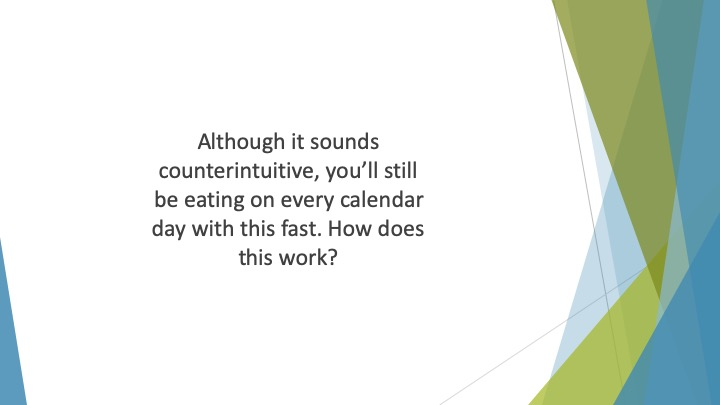 Although it sounds
counterintuitive, you’ll still
be eating on every calendar
day with this fast. How does
this work?